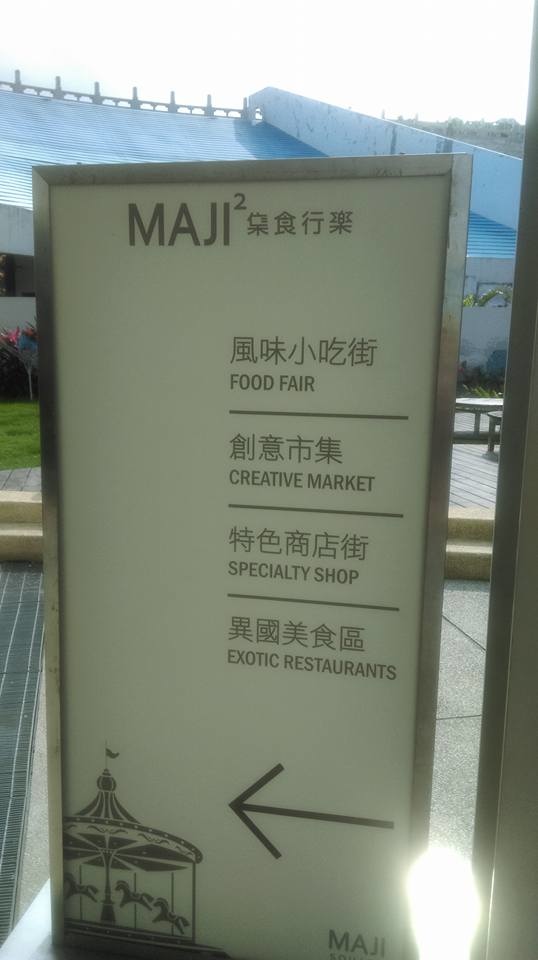 MAJI² 集食行樂
風味小吃街
FOOD FAIR
創意市集
CREATIVE MARKET
特色商店街
SPECIALTY SHOP
異國美食區
EXOTIC RESTAURANTS
MAJI